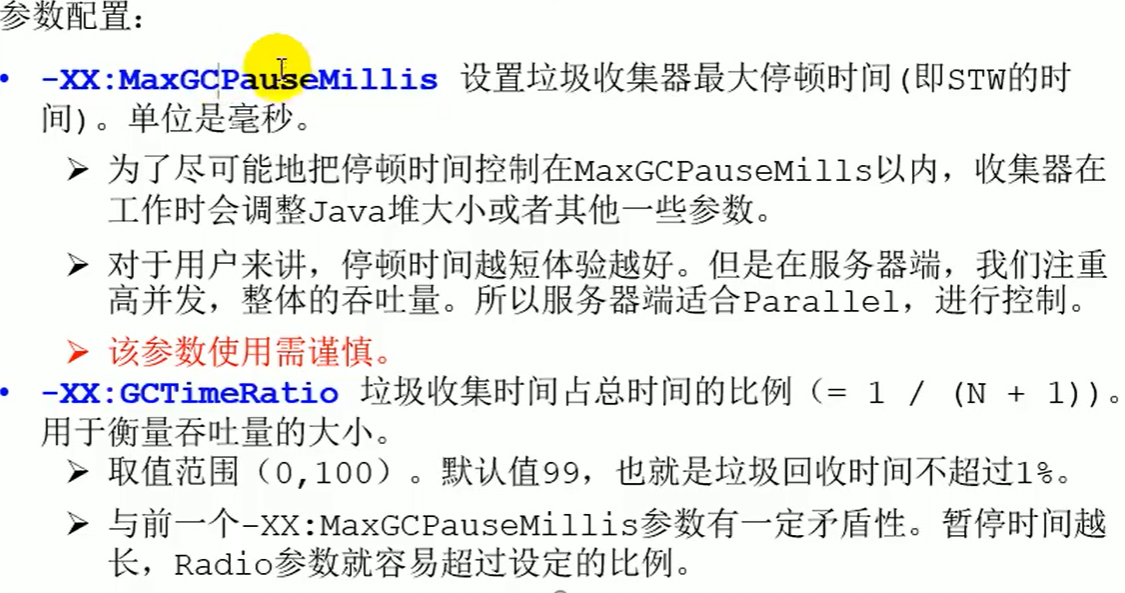 参数配置：
• -XX:MaxGCPauseMillis 设置垃圾收集器最大停顿时间(即STW的时
间)。单位是毫秒。
➢ 为了尽可能地把停顿时间控制在MaxGCPauseMills以内，收集器在
工作时会调整Java堆大小或者其他一些参数。
➢ 对于用户来讲，停顿时间越短体验越好。但是在服务器端，我们注重
高并发，整体的吞吐量。所以服务器端适合Parallel，进行控制。
➢ 该参数使用需谨慎。
• -XX:GCTimeRatio 垃圾收集时间占总时间的比例（= 1 / (N + 1)）。
用于衡量吞吐量的大小。
➢ 取值范围（0,100）。默认值99，也就是垃圾回收时间不超过1%。
➢ 与前一个-XX:MaxGCPauseMillis参数有一定矛盾性。暂停时间越
长，Radio参数就容易超过设定的比例。